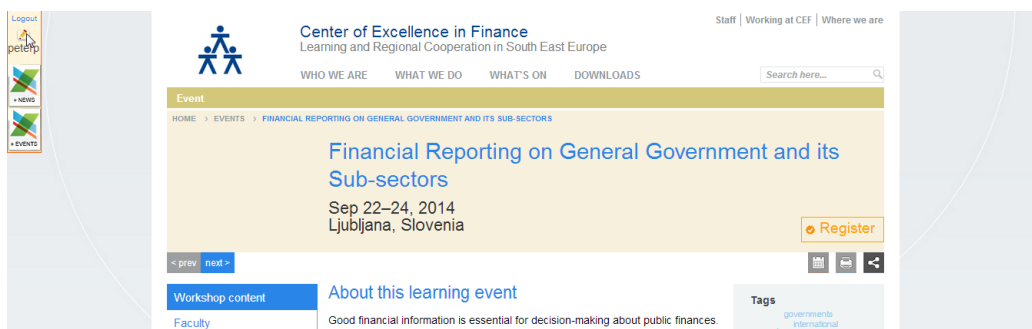 Logout
peterp
+ NEWS
+ EVENTS
Staff | Working at CEF | Where we are
Center of Excellence in Finance
Learning and Regional Cooperation in South East Europe
WHO WE ARE WHAT WE DO WHAT'S ON DOWNLOADS
Search here...
Event
HOME > EVENTS > FINANCIAL REPORTING ON GENERAL GOVERNMENT AND ITS SUB-SECTORS
Financial Reporting on General Government and its
Sub-sectors
Sep 22–24, 2014
Ljubljana, Slovenia
Register
< prev next >
Workshop content
Faculty
About this learning event
Good financial information is essential for decision-making about public finances.
Tags
governments
international